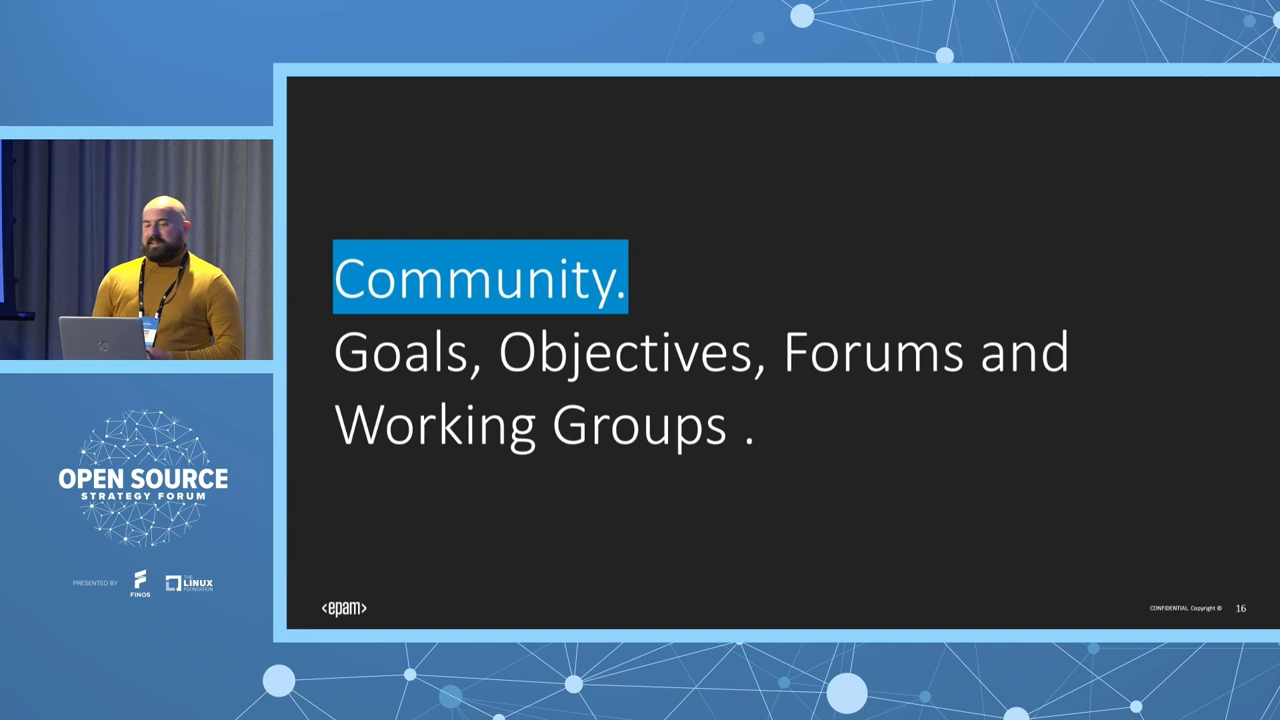 Community.
Goals, Objectives, Forums and
Working Groups .
<epam>
CONFIDENTIAL. Copyright ©
16
OPEN SOURCE
STRATEGY FORUM
PRESENTED BY
FINOS
THE
LINUX
FOUNDATION